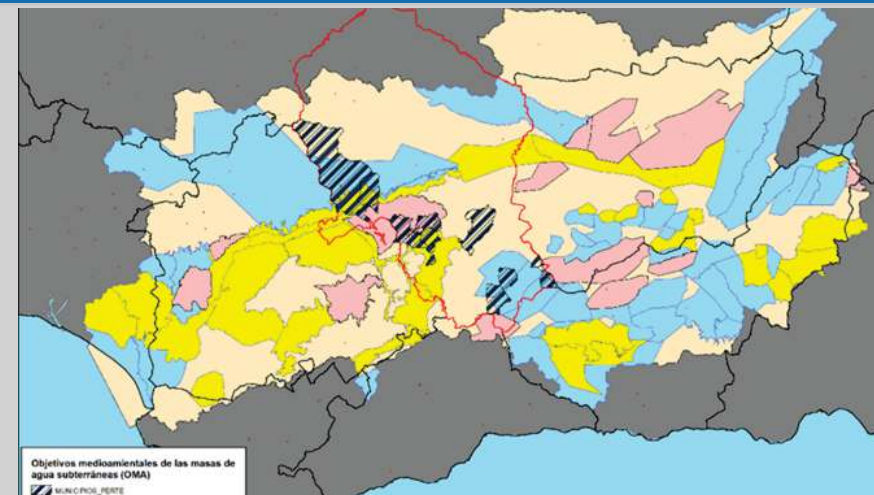 Objetivos medioamientales de las masas de
agua subterráneas (OMA)
MUNICIPIOS_PERTE